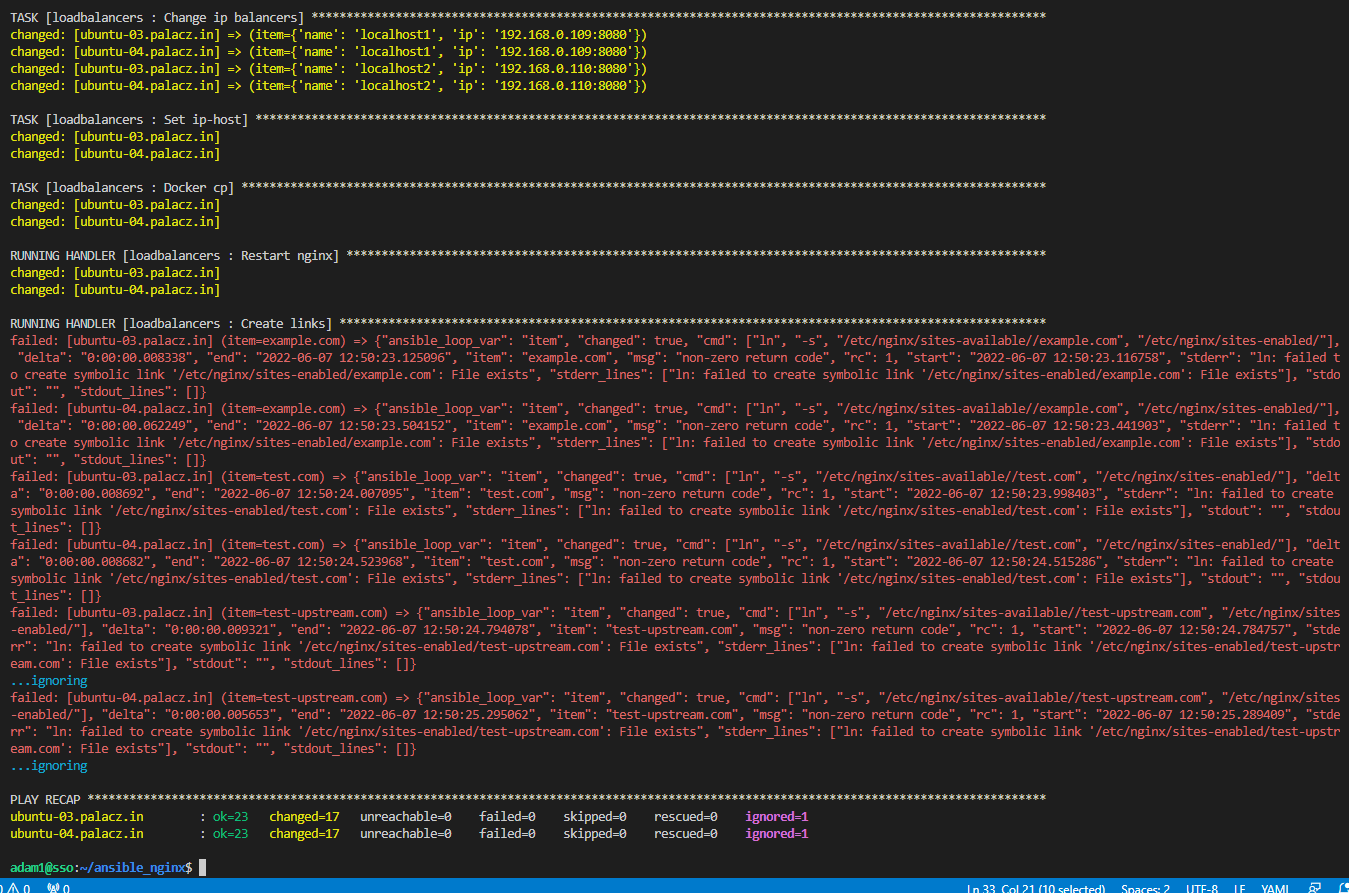 TASK [loadbalancers : Change ip balancers] *********************************************************************************************************
changed: [ubuntu-03.palacz.in] => (item={'name': 'localhost1', 'ip': '192.168.0.109:8080'})
changed: [ubuntu-04.palacz.in] => (item={'name': 'localhost1', 'ip': '192.168.0.109:8080'})
changed: [ubuntu-03.palacz.in] => (item={'name': 'localhost2', 'ip': '192.168.0.110:8080'})
changed: [ubuntu-04.palacz.in] => (item={'name': 'localhost2', 'ip': '192.168.0.110:8080'})
TASK [loadbalancers : Set ip-host] *****************************************************************************************************************
changed: [ubuntu-03.palacz.in]
changed: [ubuntu-04.palacz.in]
TASK [loadbalancers : Docker cp] *******************************************************************************************************************
changed: [ubuntu-03.palacz.in]
changed: [ubuntu-04.palacz.in]
RUNNING HANDLER [loadbalancers : Restart nginx] ****************************************************************************************************
changed: [ubuntu-03.palacz.in]
changed: [ubuntu-04.palacz.in]
RUNNING HANDLER [loadbalancers : Create links] *****************************************************************************************************
failed: [ubuntu-03.palacz.in] (item=example.com) => {"ansible_loop_var": "item", "changed": true, "cmd": ["ln", "-s", "/etc/nginx/sites-available//example.com", "/etc/nginx/sites-enabled/"],
"delta": "0:00:00.008338", "end": "2022-06-07 12:50:23.125096", "item": "example.com", "msg": "non-zero return code", "rc": 1, "start": "2022-06-07 12:50:23.116758", "stderr": "ln: failed t
o create symbolic link '/etc/nginx/sites-enabled/example.com': File exists", "stderr_lines": ["ln: failed to create symbolic link '/etc/nginx/sites-enabled/example.com': File exists"], "stdo
ut": "", "stdout_lines": []}
failed: [ubuntu-04.palacz.in] (item=example.com) => {"ansible_loop_var": "item", "changed": true, "cmd": ["ln", "-s", "/etc/nginx/sites-available//example.com", "/etc/nginx/sites-enabled/"],
"delta": "0:00:00.062249", "end": "2022-06-07 12:50:23.504152", "item": "example.com", "msg": "non-zero return code", "rc": 1, "start": "2022-06-07 12:50:23.441903", "stderr": "ln: failed t
o create symbolic link '/etc/nginx/sites-enabled/example.com': File exists", "stderr_lines": ["ln: failed to create symbolic link '/etc/nginx/sites-enabled/example.com': File exists"], "stdo
ut": "", "stdout_lines": []}
failed: [ubuntu-03.palacz.in] (item=test.com) => {"ansible_loop_var": "item", "changed": true, "cmd": ["ln", "-s", "/etc/nginx/sites-available//test.com", "/etc/nginx/sites-enabled/"], "delt
a": "0:00:00.008692", "end": "2022-06-07 12:50:24.007095", "item": "test.com", "msg": "non-zero return code", "rc": 1, "start": "2022-06-07 12:50:23.998403", "stderr": "ln: failed to create
symbolic link '/etc/nginx/sites-enabled/test.com': File exists", "stderr_lines": ["ln: failed to create symbolic link '/etc/nginx/sites-enabled/test.com': File exists"], "stdout": "", "stdou
t_lines": []}
failed: [ubuntu-04.palacz.in] (item=test.com) => {"ansible_loop_var": "item", "changed": true, "cmd": ["ln", "-s", "/etc/nginx/sites-available//test.com", "/etc/nginx/sites-enabled/"], "delt
a": "0:00:00.008682", "end": "2022-06-07 12:50:24.523968", "item": "test.com", "msg": "non-zero return code", "rc": 1, "start": "2022-06-07 12:50:24.515286", "stderr": "ln: failed to create
symbolic link '/etc/nginx/sites-enabled/test.com': File exists", "stderr_lines": ["ln: failed to create symbolic link '/etc/nginx/sites-enabled/test.com': File exists"], "stdout": "", "stdou
t_lines": []}
failed: [ubuntu-03.palacz.in] (item=test-upstream.com) => {"ansible_loop_var": "item", "changed": true, "cmd": ["ln", "-s", "/etc/nginx/sites-available//test-upstream.com", "/etc/nginx/sites
-enabled/"], "delta": "0:00:00.009321", "end": "2022-06-07 12:50:24.794078", "item": "test-upstream.com", "msg": "non-zero return code", "rc": 1, "start": "2022-06-07 12:50:24.784757", "stde
rr": "ln: failed to create symbolic link '/etc/nginx/sites-enabled/test-upstream.com': File exists", "stderr_lines": ["ln: failed to create symbolic link '/etc/nginx/sites-enabled/test-upstr
eam.com': File exists"], "stdout": "", "stdout_lines": []}
...ignoring
failed: [ubuntu-04.palacz.in] (item=test-upstream.com) => {"ansible_loop_var": "item", "changed": true, "cmd": ["ln", "-s", "/etc/nginx/sites-available//test-upstream.com", "/etc/nginx/sites
-enabled/"], "delta": "0:00:00.005653", "end": "2022-06-07 12:50:25.295062", "item": "test-upstream.com", "msg": "non-zero return code", "rc": 1, "start": "2022-06-07 12:50:25.289409", "stde
rr": "ln: failed to create symbolic link '/etc/nginx/sites-enabled/test-upstream.com': File exists", "stderr_lines": ["ln: failed to create symbolic link '/etc/nginx/sites-enabled/test-upstr
eam.com': File exists"], "stdout": "", "stdout_lines": []}
...ignoring
PLAY RECAP *****************************************************************************************************************************************
ubuntu-03.palacz.in : ok=23 changed=17 unreachable=0 failed=0 skipped=0 rescued=0 ignored=1
ubuntu-04.palacz.in : ok=23 changed=17 unreachable=0 failed=0 skipped=0 rescued=0 ignored=1
adam1@sso:~/ansible_nginx$
0 0 Ln 33, Col 21 (10 selected) Spaces: 2 UTF-8 LF YAML